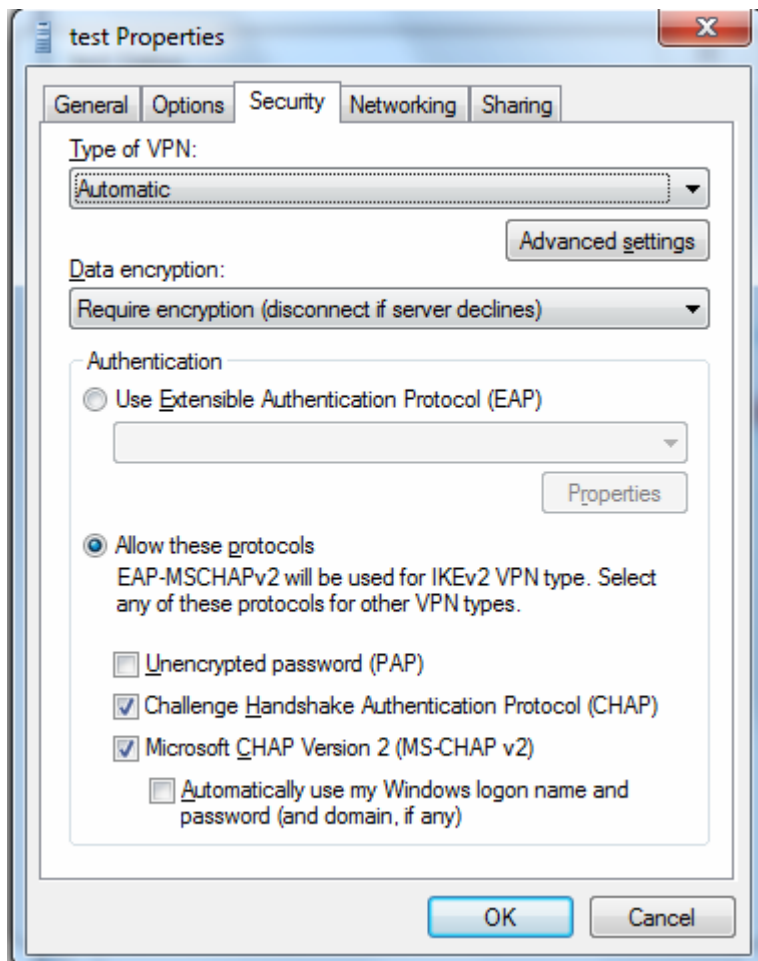 test Properties
General Options Security Networking Sharing
Type of VPN:
Automatic
Advanced settings
Data encryption:
Require encryption (disconnect if server declines)
Authentication
Use Extensible Authentication Protocol (EAP)
Properties
Allow these protocols
EAP-MSCHAPv2 will be used for IKEv2 VPN type. Select
any of these protocols for other VPN types.
Unencrypted password (PAP)
Challenge Handshake Authentication Protocol (CHAP)
Microsoft CHAP Version 2 (MS-CHAP v2)
Automatically use my Windows logon name and
password (and domain, if any)
OK Cancel